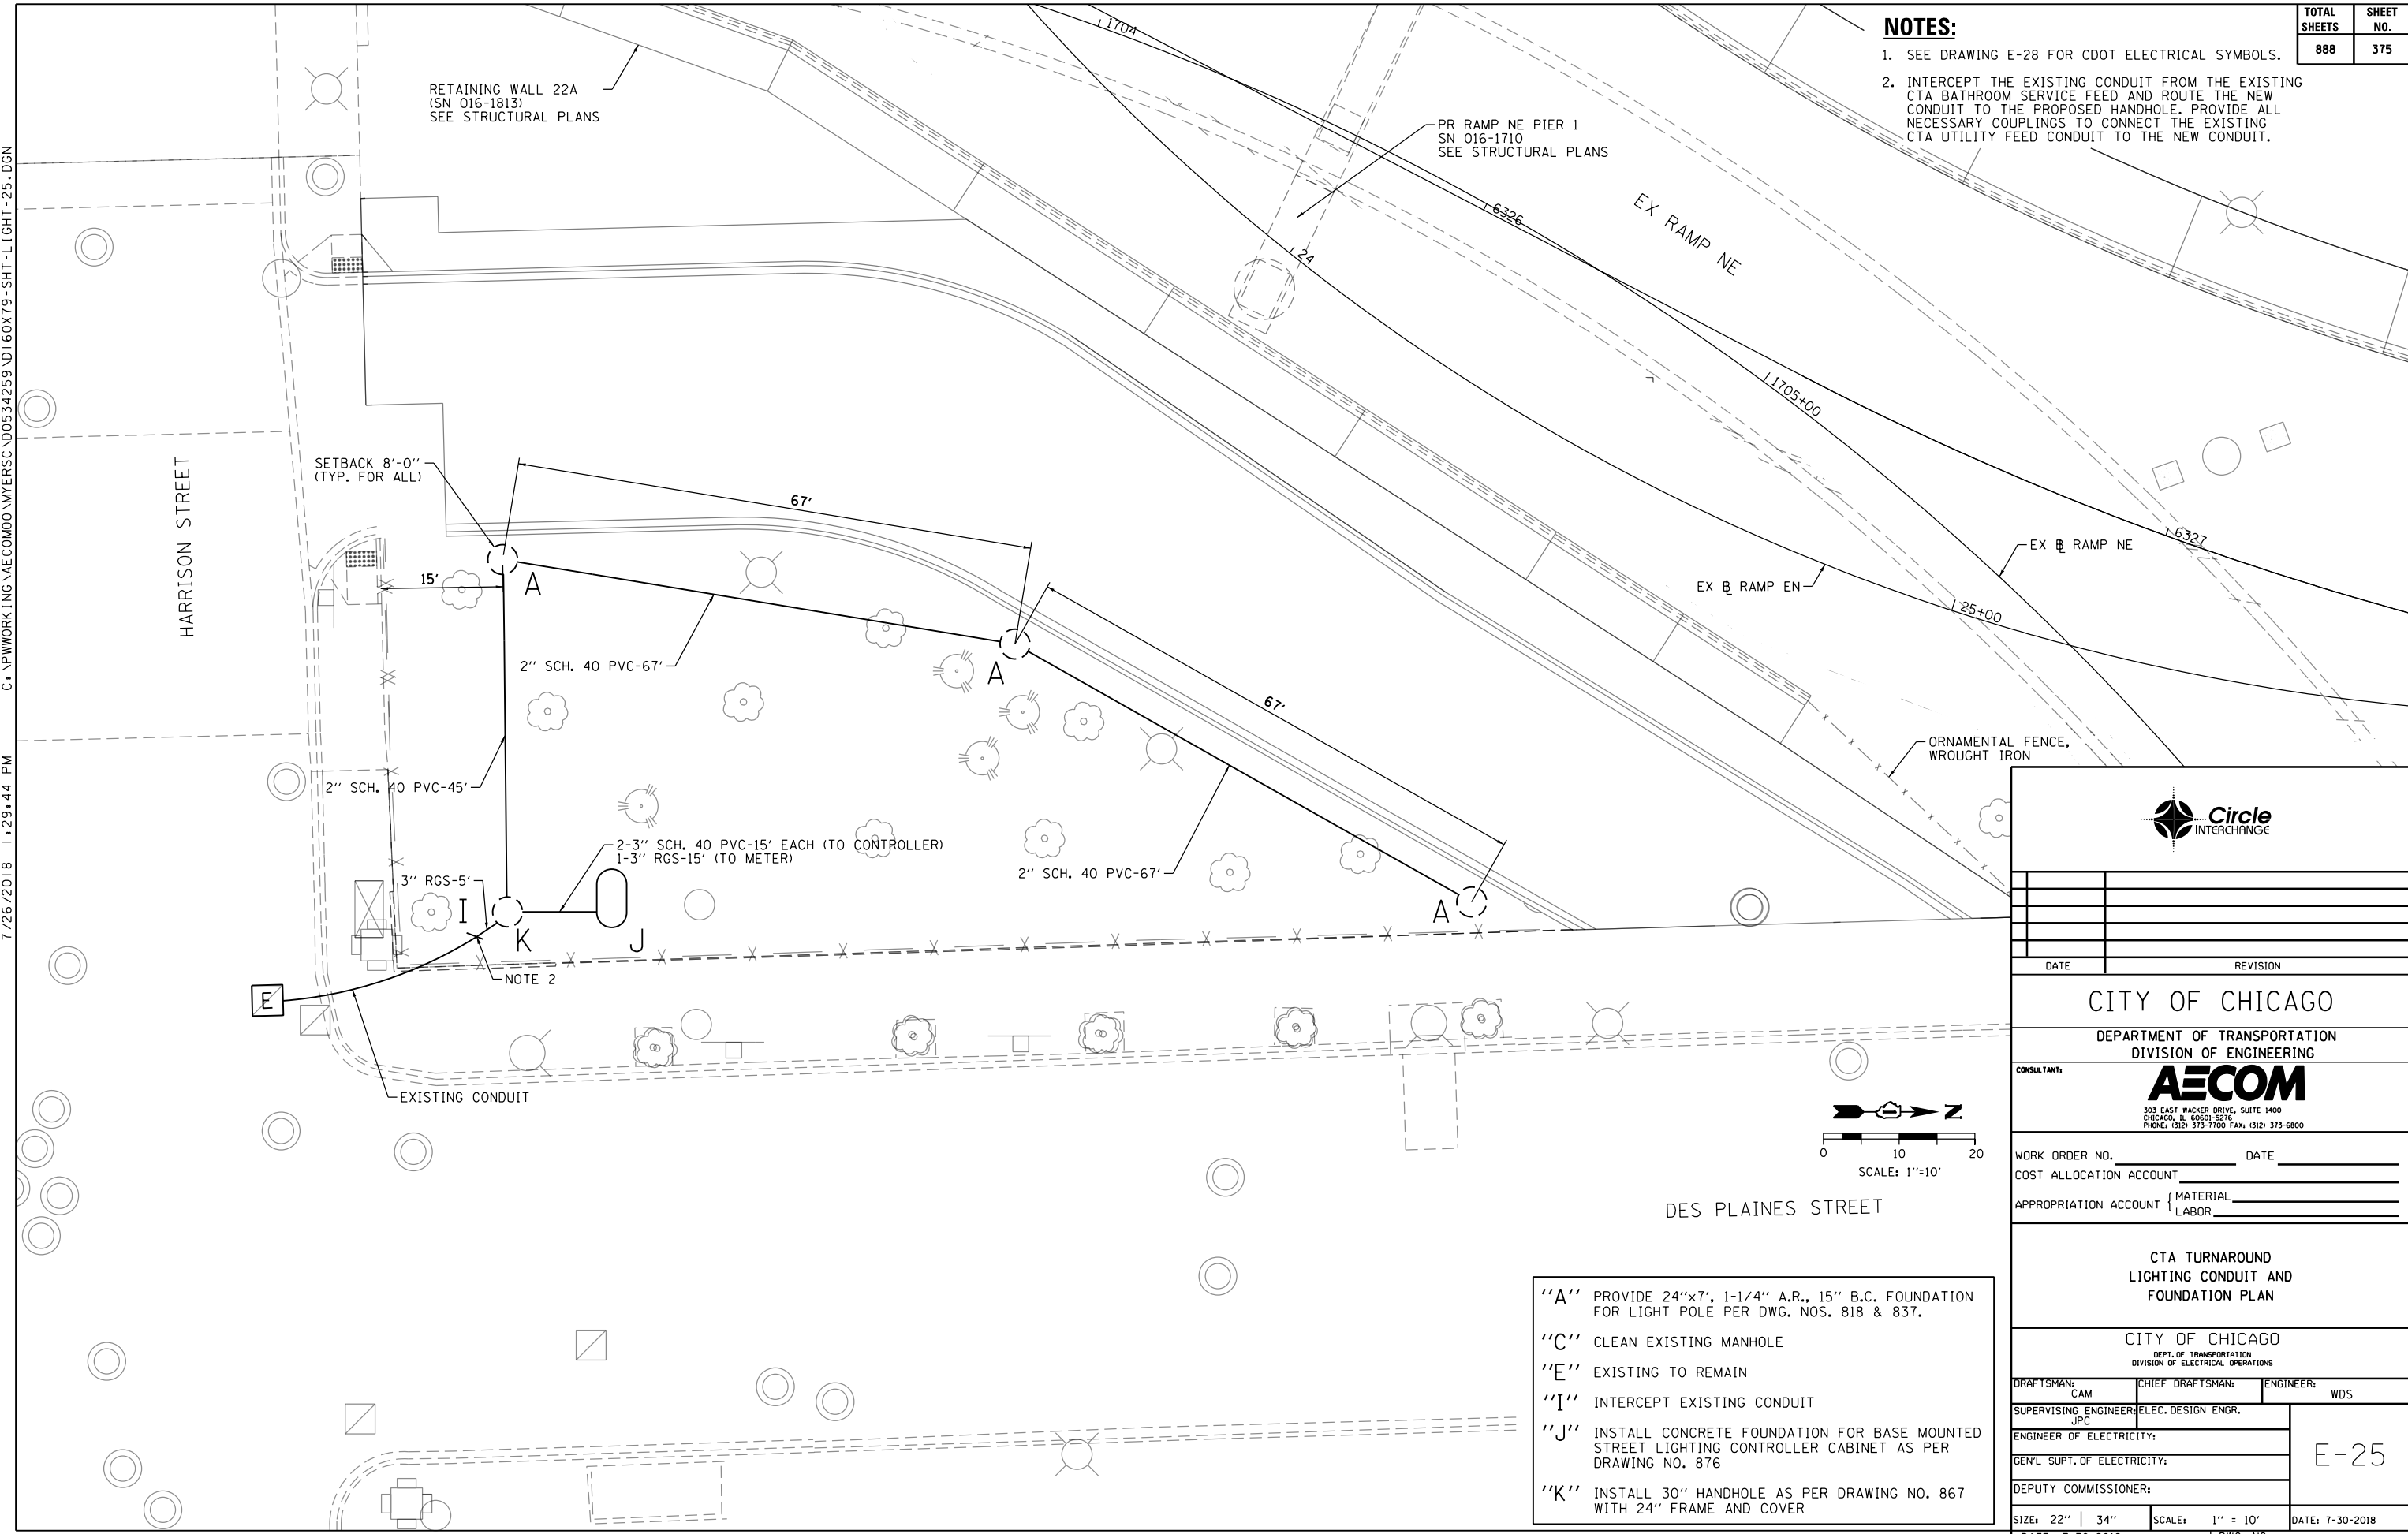 NOTES:
1. SEE DRAWING E-28 FOR CDOT ELECTRICAL SYMBOLS.
2. INTERCEPT THE EXISTING CONDUIT FROM THE EXISTING
CTA BATHROOM SERVICE FEED AND ROUTE THE NEW
CONDUIT TO THE PROPOSED HANDHOLE. PROVIDE ALL
NECESSARY COUPLINGS TO CONNECT THE EXISTING
CTA UTILITY FEED CONDUIT TO THE NEW CONDUIT.
TOTAL SHEETS
SHEET NO.
888
375
1704
RETAINING WALL 22A
(SN 016-1813)
SEE STRUCTURAL PLANS
PR RAMP NE PIER 1
SN 016-1710
SEE STRUCTURAL PLANS
6326
24
EX RAMP NE
1705+00
6327
EX B RAMP NE
EX B RAMP EN
25+00
HARRISON STREET
SETBACK 8'-0"
(TYP. FOR ALL)
67'
15'
A
2" SCH. 40 PVC-67'
A
67'
ORNAMENTAL FENCE,
WROUGHT IRON
2" SCH. 40 PVC-45'
2-3" SCH. 40 PVC-15' EACH (TO CONTROLLER)
1-3" RGS-15' (TO METER)
2" SCH. 40 PVC-67'
3" RGS-5'
I
K
J
A
NOTE 2
E
EXISTING CONDUIT
N
0 10 20
SCALE: 1"=10'
DES PLAINES STREET
"A" PROVIDE 24"x7', 1-1/4" A.R., 15" B.C. FOUNDATION
FOR LIGHT POLE PER DWG. NOS. 818 & 837.
"C" CLEAN EXISTING MANHOLE
"E" EXISTING TO REMAIN
"I" INTERCEPT EXISTING CONDUIT
"J" INSTALL CONCRETE FOUNDATION FOR BASE MOUNTED
STREET LIGHTING CONTROLLER CABINET AS PER
DRAWING NO. 876
"K" INSTALL 30" HANDHOLE AS PER DRAWING NO. 867
WITH 24" FRAME AND COVER
Circle
INTERCHANGE
DATE REVISION
CITY OF CHICAGO
DEPARTMENT OF TRANSPORTATION
DIVISION OF ENGINEERING
CONSULTANT:
AECOM
303 EAST WACKER DRIVE, SUITE 1400
CHICAGO, IL 60601-5276
PHONE: (312) 373-7700 FAX: (312) 373-6800
WORK ORDER NO. DATE
COST ALLOCATION ACCOUNT
APPROPRIATION ACCOUNT { MATERIAL
LABOR
CTA TURNAROUND
LIGHTING CONDUIT AND
FOUNDATION PLAN
CITY OF CHICAGO
DEPT. OF TRANSPORTATION
DIVISION OF ELECTRICAL OPERATIONS
DRAFTSMAN: CAM
CHIEF DRAFTSMAN:
ENGINEER: WDS
SUPERVISING ENGINEER: JPC
ELEC. DESIGN ENGR.
ENGINEER OF ELECTRICITY:
GEN'L SUPT. OF ELECTRICITY:
DEPUTY COMMISSIONER:
E-25
SIZE: 22" | 34"
SCALE: 1" = 10'
DATE: 7-30-2018
7/26/2018 1:29:44 PM C:\PWWORKING\AECOM00\MYERSC\D0534259\D160X79-SHT-LIGHT-25.DGN